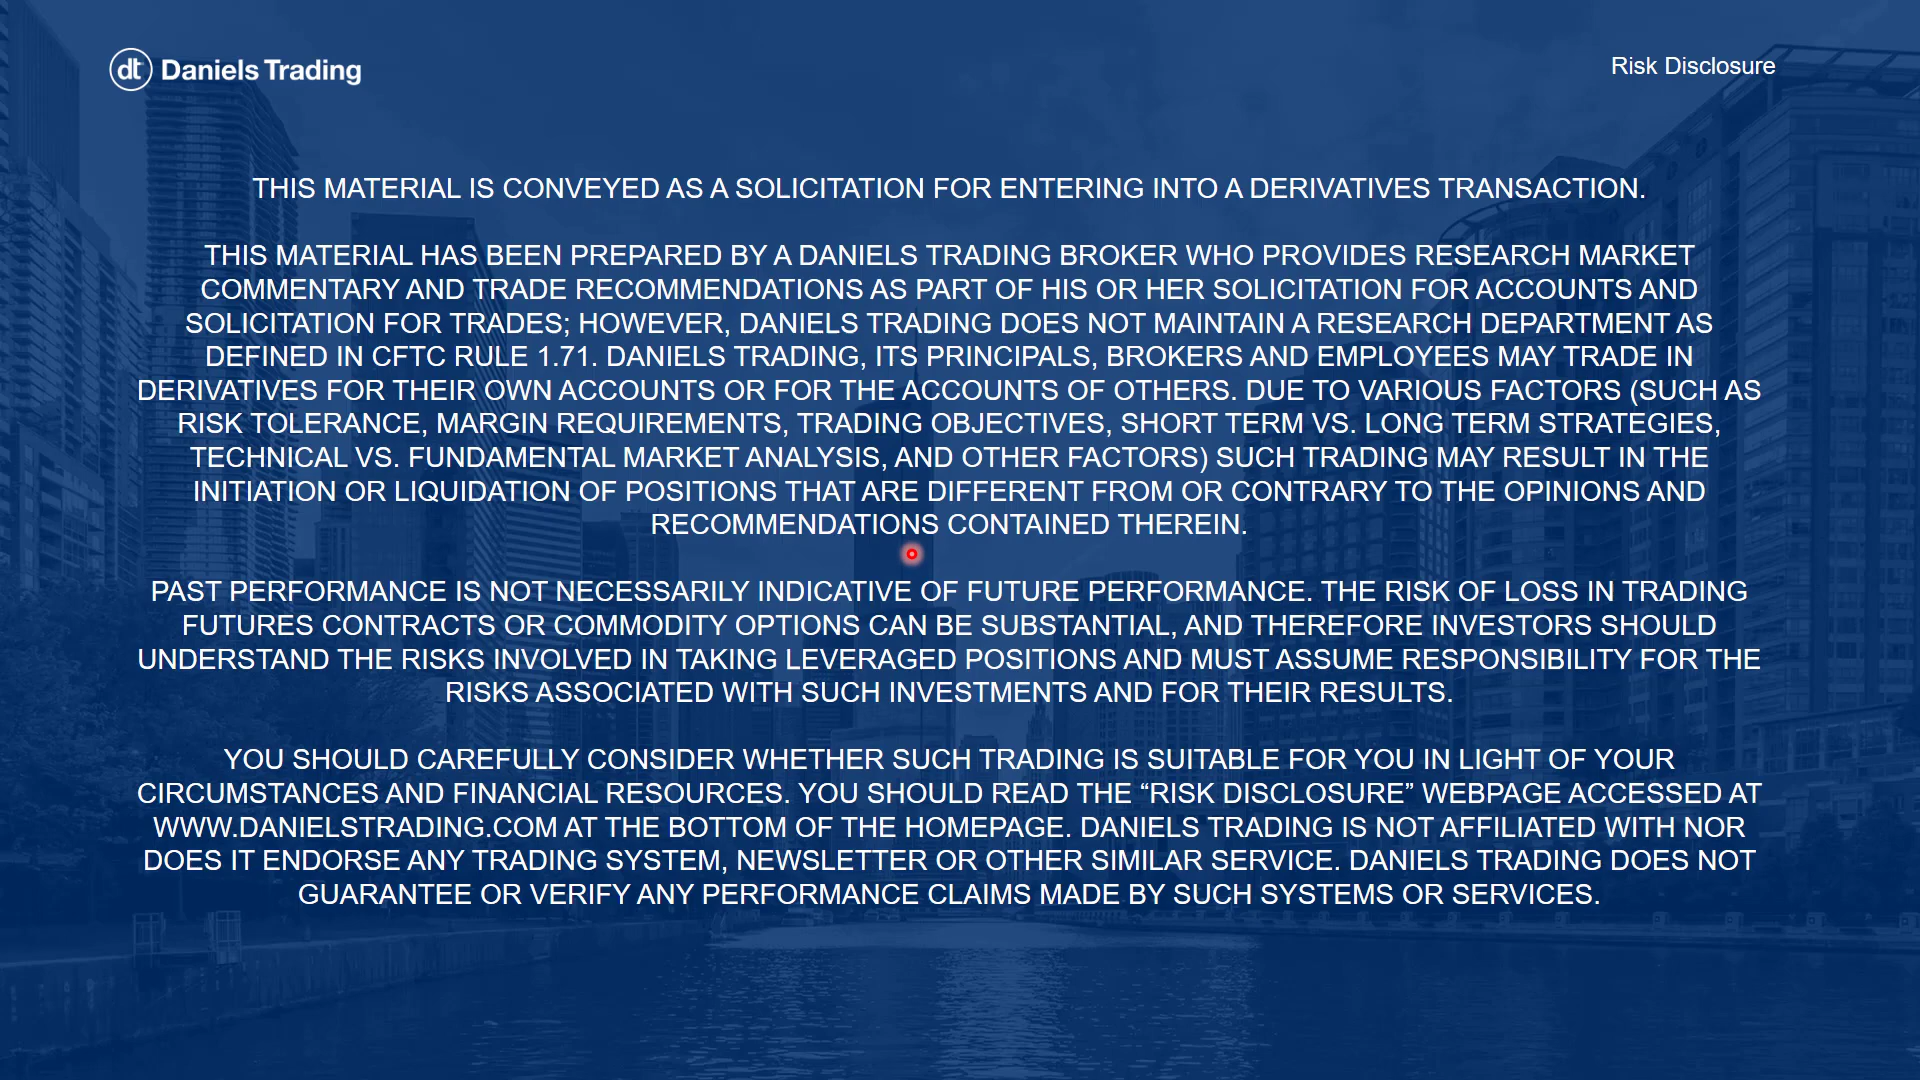 dt Daniels Trading
Risk Disclosure
THIS MATERIAL IS CONVEYED AS A SOLICITATION FOR ENTERING INTO A DERIVATIVES TRANSACTION.
THIS MATERIAL HAS BEEN PREPARED BY A DANIELS TRADING BROKER WHO PROVIDES RESEARCH MARKET
COMMENTARY AND TRADE RECOMMENDATIONS AS PART OF HIS OR HER SOLICITATION FOR ACCOUNTS AND
SOLICITATION FOR TRADES; HOWEVER, DANIELS TRADING DOES NOT MAINTAIN A RESEARCH DEPARTMENT AS
DEFINED IN CFTC RULE 1.71. DANIELS TRADING, ITS PRINCIPALS, BROKERS AND EMPLOYEES MAY TRADE IN
DERIVATIVES FOR THEIR OWN ACCOUNTS OR FOR THE ACCOUNTS OF OTHERS. DUE TO VARIOUS FACTORS (SUCH AS
RISK TOLERANCE, MARGIN REQUIREMENTS, TRADING OBJECTIVES, SHORT TERM VS. LONG TERM STRATEGIES,
TECHNICAL VS. FUNDAMENTAL MARKET ANALYSIS, AND OTHER FACTORS) SUCH TRADING MAY RESULT IN THE
INITIATION OR LIQUIDATION OF POSITIONS THAT ARE DIFFERENT FROM OR CONTRARY TO THE OPINIONS AND
RECOMMENDATIONS CONTAINED THEREIN.
PAST PERFORMANCE IS NOT NECESSARILY INDICATIVE OF FUTURE PERFORMANCE. THE RISK OF LOSS IN TRADING
FUTURES CONTRACTS OR COMMODITY OPTIONS CAN BE SUBSTANTIAL, AND THEREFORE INVESTORS SHOULD
UNDERSTAND THE RISKS INVOLVED IN TAKING LEVERAGED POSITIONS AND MUST ASSUME RESPONSIBILITY FOR THE
RISKS ASSOCIATED WITH SUCH INVESTMENTS AND FOR THEIR RESULTS.
YOU SHOULD CAREFULLY CONSIDER WHETHER SUCH TRADING IS SUITABLE FOR YOU IN LIGHT OF YOUR
CIRCUMSTANCES AND FINANCIAL RESOURCES. YOU SHOULD READ THE “RISK DISCLOSURE” WEBPAGE ACCESSED AT
WWW.DANIELSTRADING.COM AT THE BOTTOM OF THE HOMEPAGE. DANIELS TRADING IS NOT AFFILIATED WITH NOR
DOES IT ENDORSE ANY TRADING SYSTEM, NEWSLETTER OR OTHER SIMILAR SERVICE. DANIELS TRADING DOES NOT
GUARANTEE OR VERIFY ANY PERFORMANCE CLAIMS MADE BY SUCH SYSTEMS OR SERVICES.